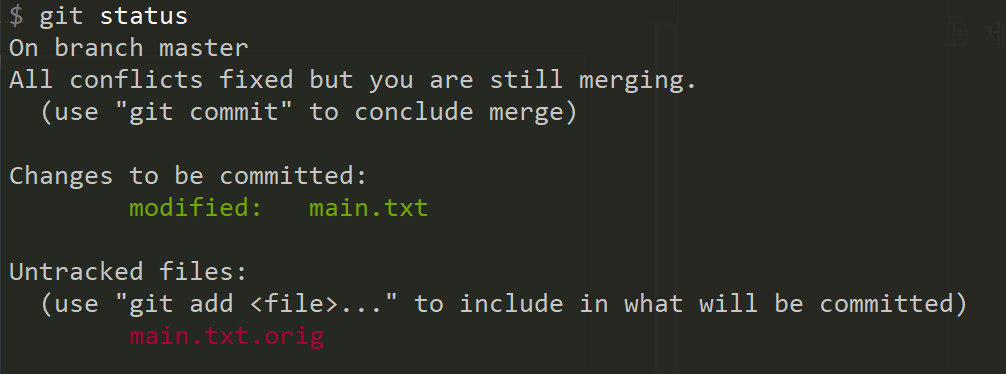 $ git status
On branch master
All conflicts fixed but you are still merging.
  (use "git commit" to conclude merge)

Changes to be committed:
        modified:   main.txt

Untracked files:
  (use "git add <file>..." to include in what will be committed)
        main.txt.orig